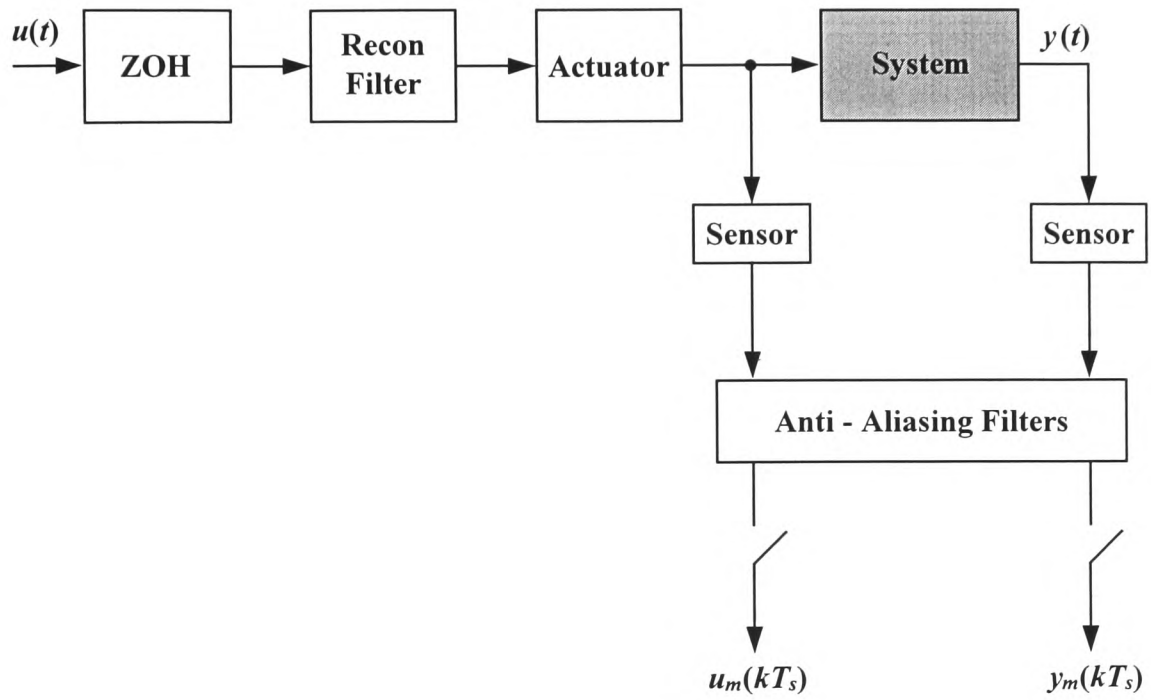 u(t)
ZOH
Recon
Filter
Actuator
System
y(t)
Sensor
Sensor
Anti - Aliasing Filters
um(kTs)
ym(kTs)